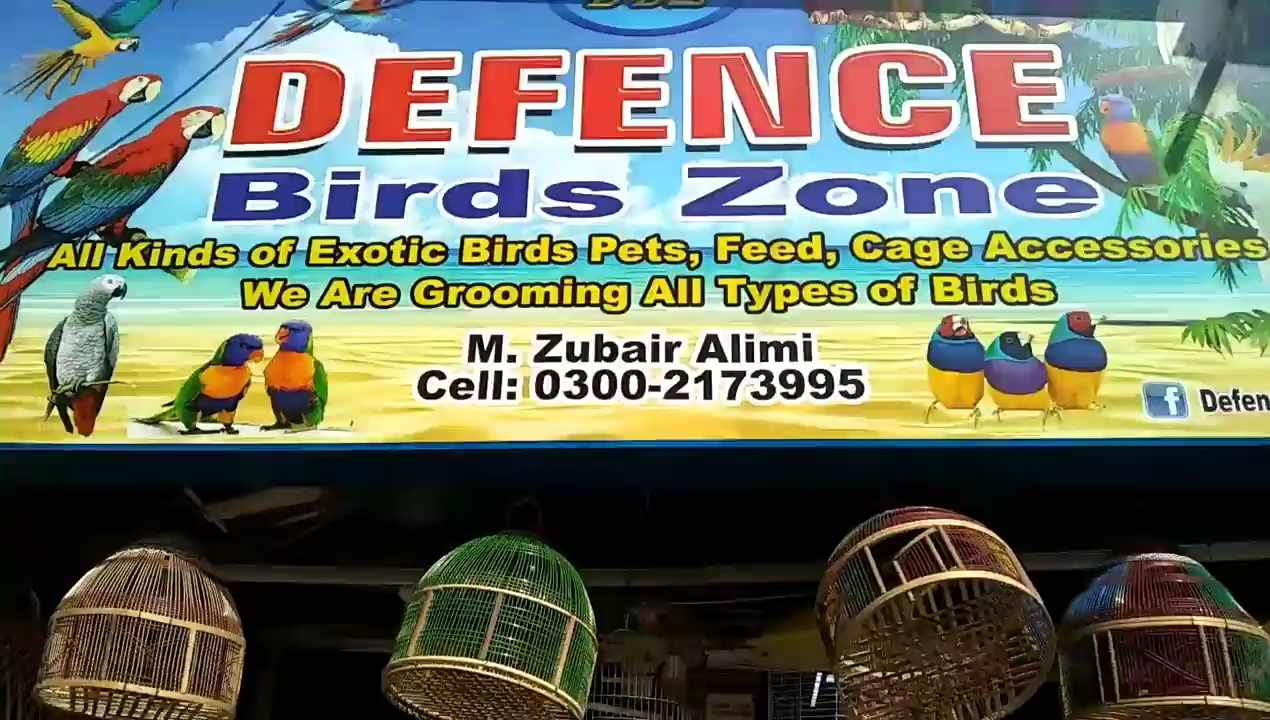 DEFENCE
Birds Zone
All Kinds of Exotic Birds Pets, Feed, Cage Accessories
We Are Grooming All Types of Birds
M. Zubair Alimi
Cell: 0300-2173995
f Defen